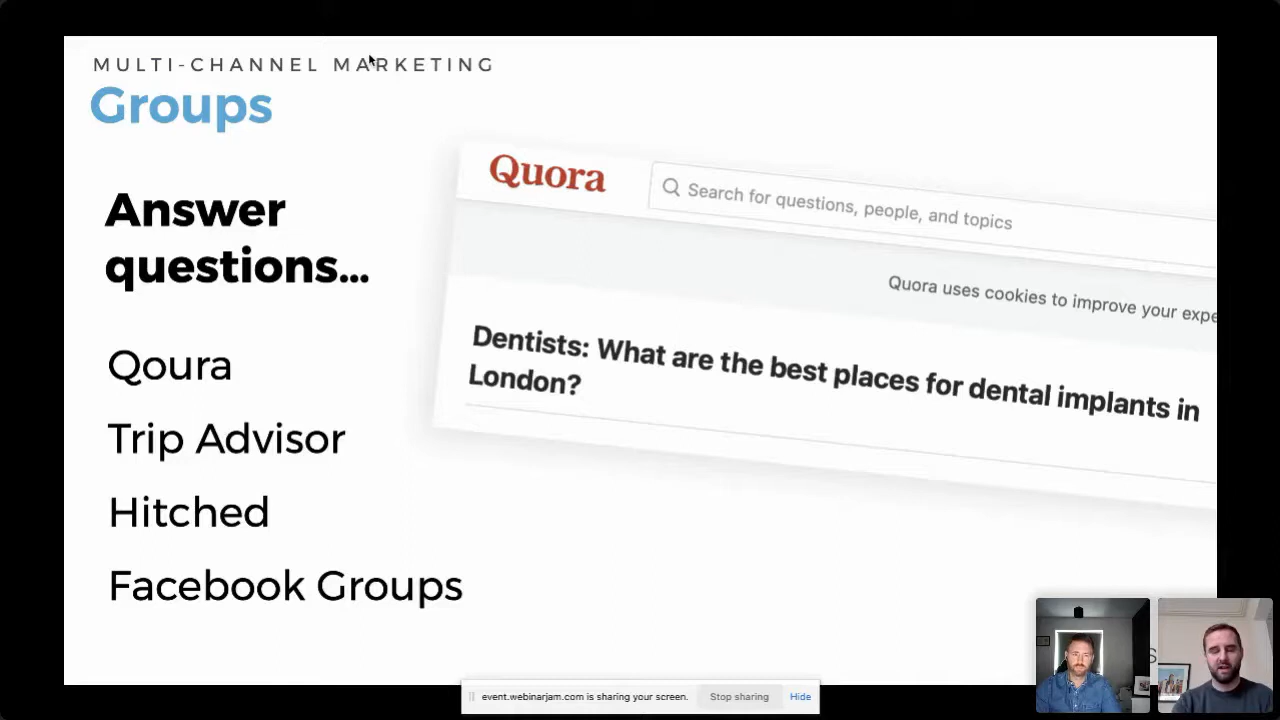 MULTI-CHANNEL MARKETING
Groups
Answer
questions...
Qoura
Trip Advisor
Hitched
Facebook Groups
Quora
Search for questions, people, and topics
Quora uses cookies to improve your expe
Dentists: What are the best places for dental implants in
London?
event.webinarjam.com is sharing your screen.
Stop sharing
Hide